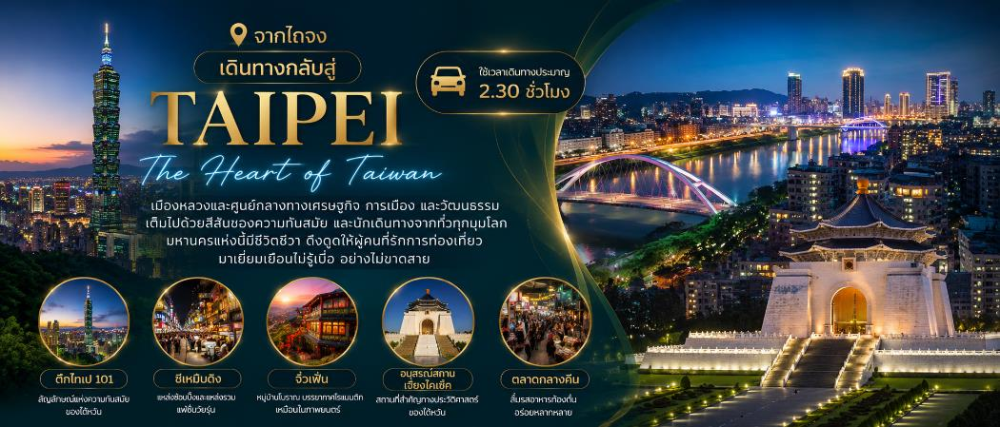 จากไถจง
เดินทางกลับสู่
TAIPEI
The Heart of Taiwan
ใช้เวลาเดินทางประมาณ
2.30 ชั่วโมง
เมืองหลวงและศูนย์กลางทางเศรษฐกิจ การเมือง และวัฒนธรรม
เต็มไปด้วยสีสันของความทันสมัย และนักเดินทางจากทั่วทุกมุมโลก
มหานครแห่งนี้มีชีวิตชีวา ดึงดูดให้ผู้คนที่รักการท่องเที่ยว
มาเยี่ยมเยือนไม่รู้เบื่อ อย่างไม่ขาดสาย
ตึกไทเป 101
สัญลักษณ์แห่งความทันสมัย
ของไต้หวัน
ซีเหมินติง
แหล่งช้อปปิ้งและแหล่งรวม
แฟชั่นวัยรุ่น
จิ่วเฟิ่น
หมู่บ้านโบราณ บรรยากาศโรแมนติก
เหมือนในภาพยนตร์
อนุสรณ์สถาน
เจียงไคเช็ค
สถานที่สำคัญทางประวัติศาสตร์
ของไต้หวัน
ตลาดกลางคืน
ลิ้มรสอาหารท้องถิ่น
อร่อยหลากหลาย